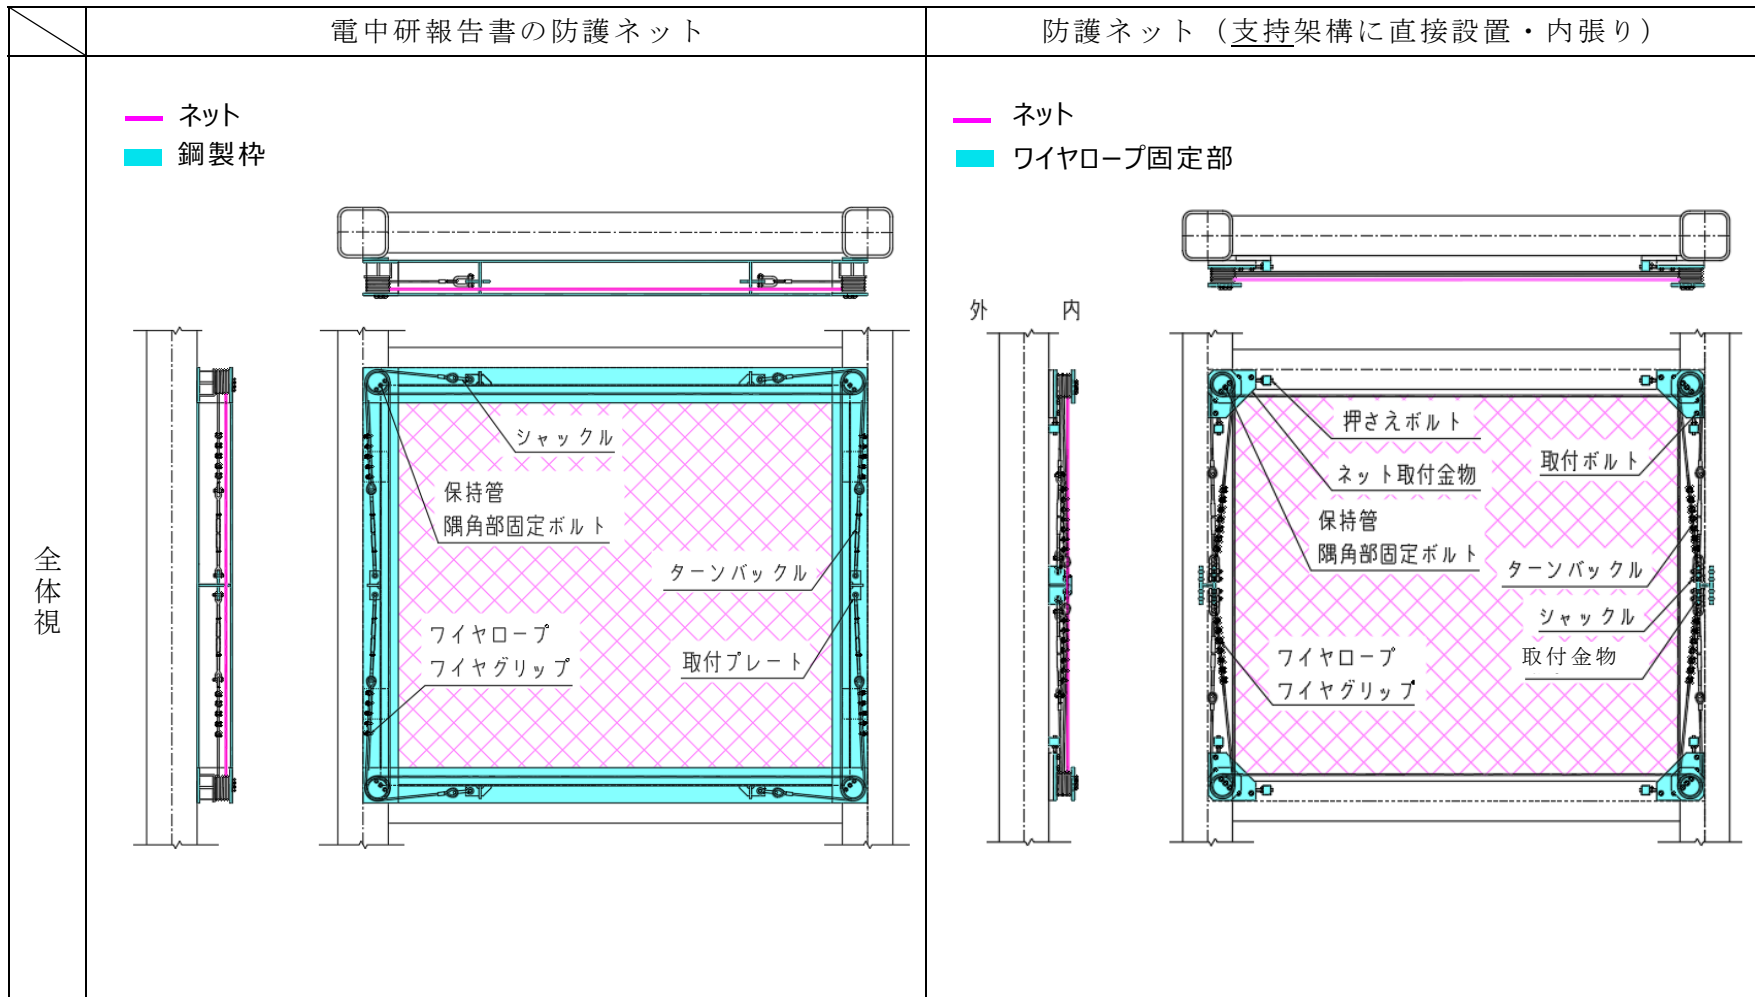 電中研報告書の防護ネット
防護ネット（支持架構に直接設置・内張り）
全体視
ネット
鋼製枠
シャックル
保持管
隅角部固定ボルト
ターンバックル
ワイヤロープ
ワイヤグリップ
取付プレート
ネット
ワイヤロープ固定部
外
内
押さえボルト
取付ボルト
ネット取付金物
保持管
隅角部固定ボルト
ターンバックル
シャックル
取付金物
ワイヤロープ
ワイヤグリップ